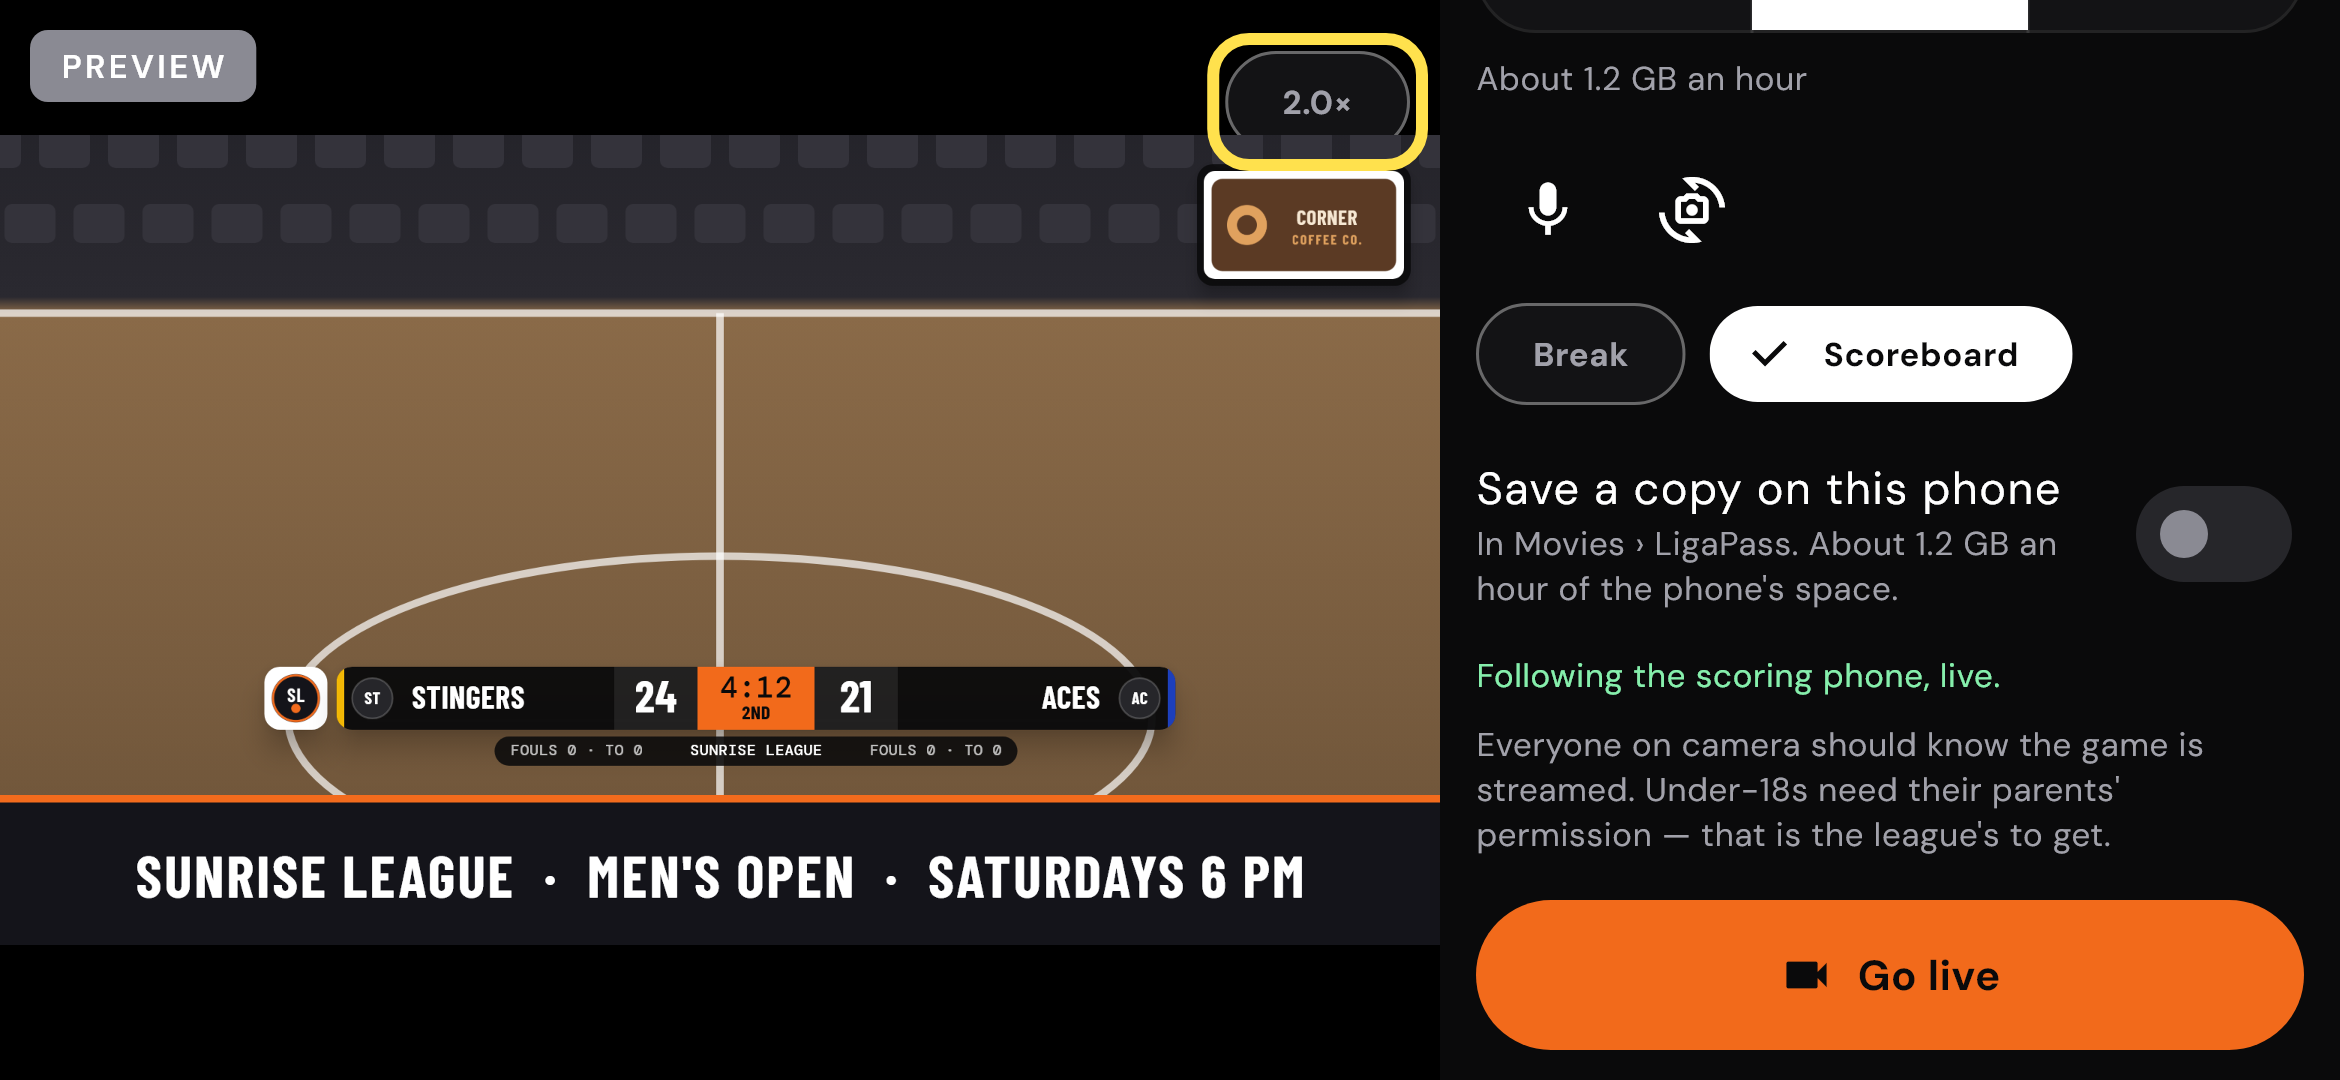 PREVIEW
2.0×
CORNER
COFFEE CO.
SL
ST
STINGERS
24
4:12
2ND
21
ACES
AC
FOULS 0 · TO 0
SUNRISE LEAGUE
FOULS 0 · TO 0
SUNRISE LEAGUE · MEN'S OPEN · SATURDAYS 6 PM
About 1.2 GB an hour
Break
Scoreboard
Save a copy on this phone
In Movies › LigaPass. About 1.2 GB an
hour of the phone's space.
Following the scoring phone, live.
Everyone on camera should know the game is
streamed. Under-18s need their parents'
permission — that is the league's to get.
Go live